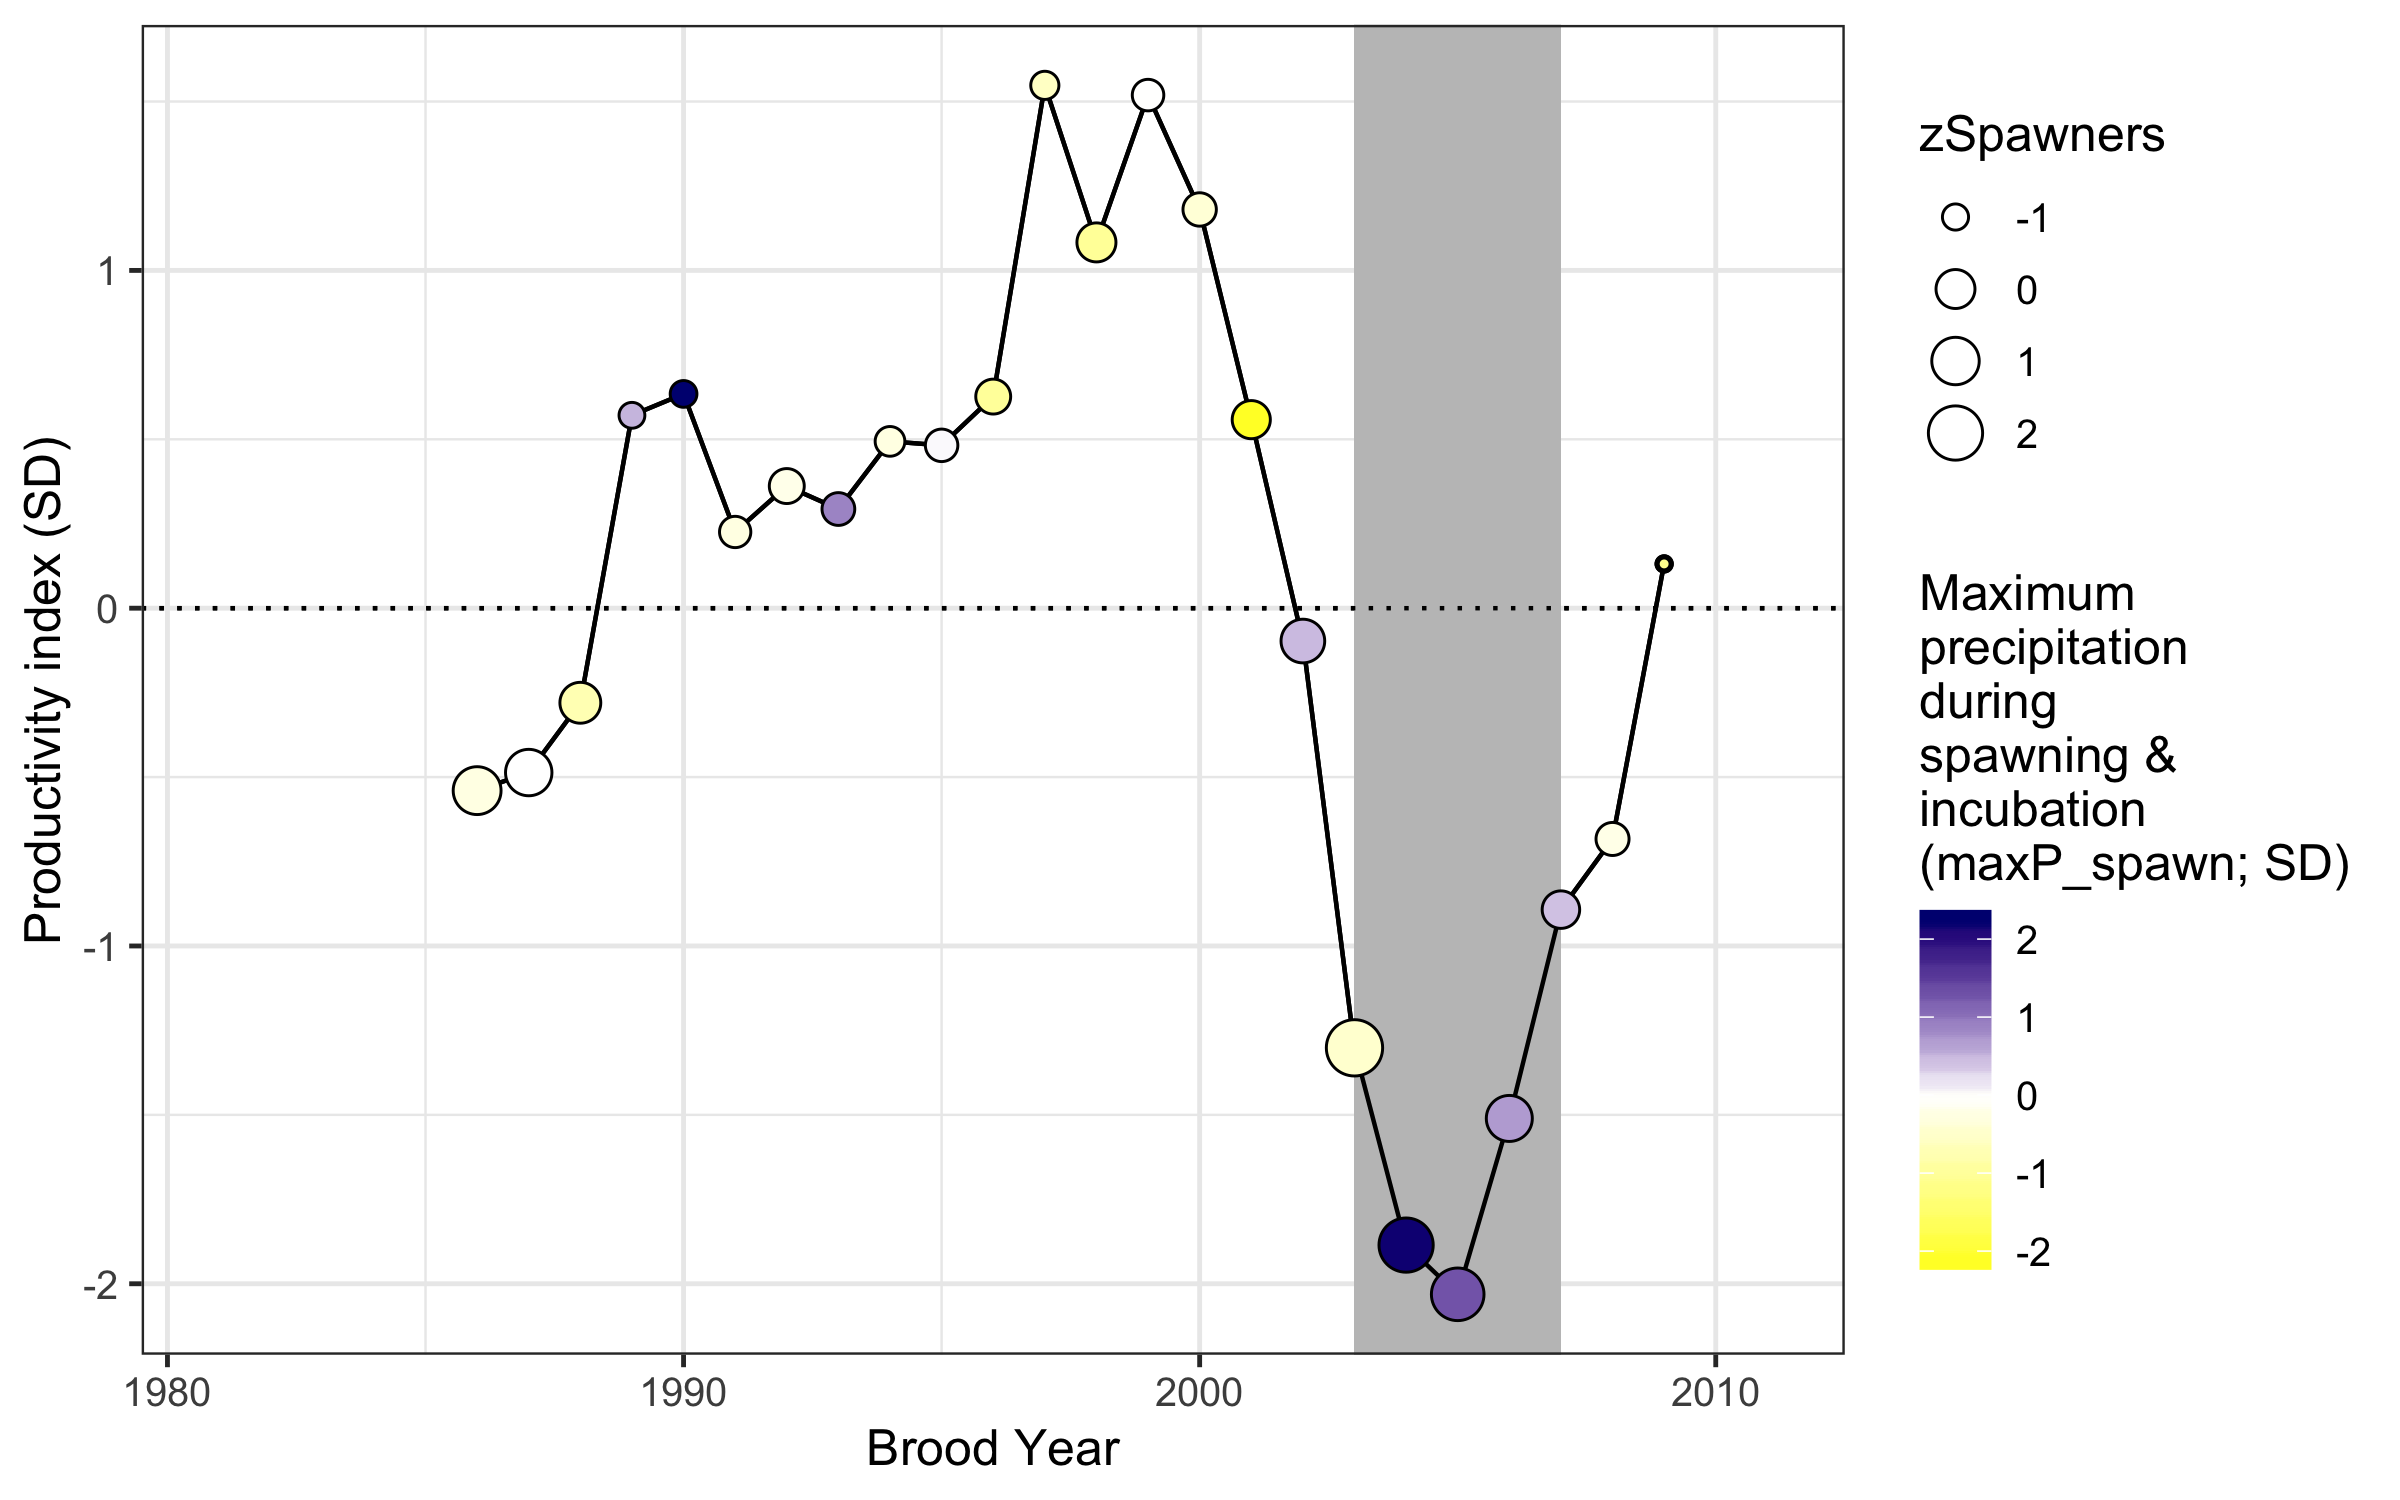 Productivity index (SD)
1
0
-1
-2
1980
1990
2000
2010
Brood Year
zSpawners
-1
0
1
2
Maximum
precipitation
during
spawning &
incubation
(maxP_spawn; SD)
2
1
0
-1
-2